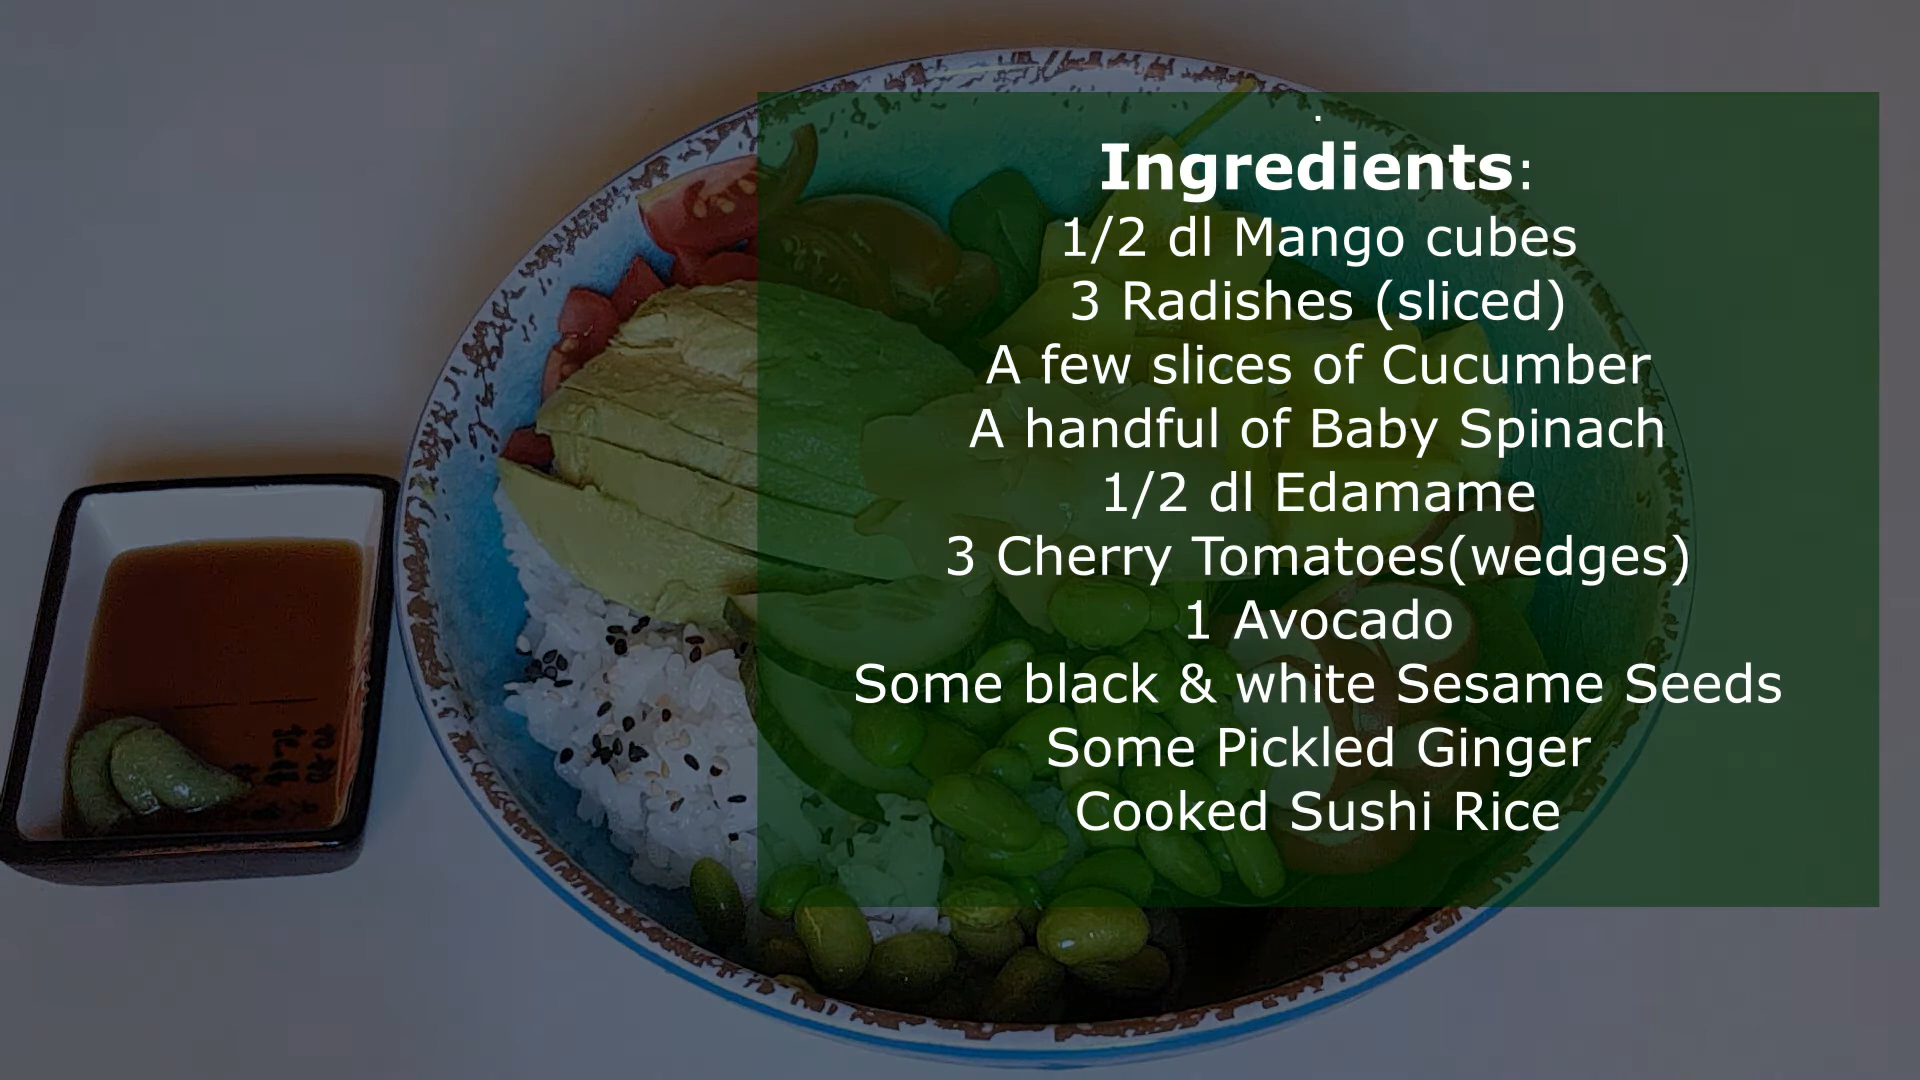 .
Ingredients:
1/2 dl Mango cubes
3 Radishes (sliced)
A few slices of Cucumber
A handful of Baby Spinach
1/2 dl Edamame
3 Cherry Tomatoes(wedges)
1 Avocado
Some black & white Sesame Seeds
Some Pickled Ginger
Cooked Sushi Rice